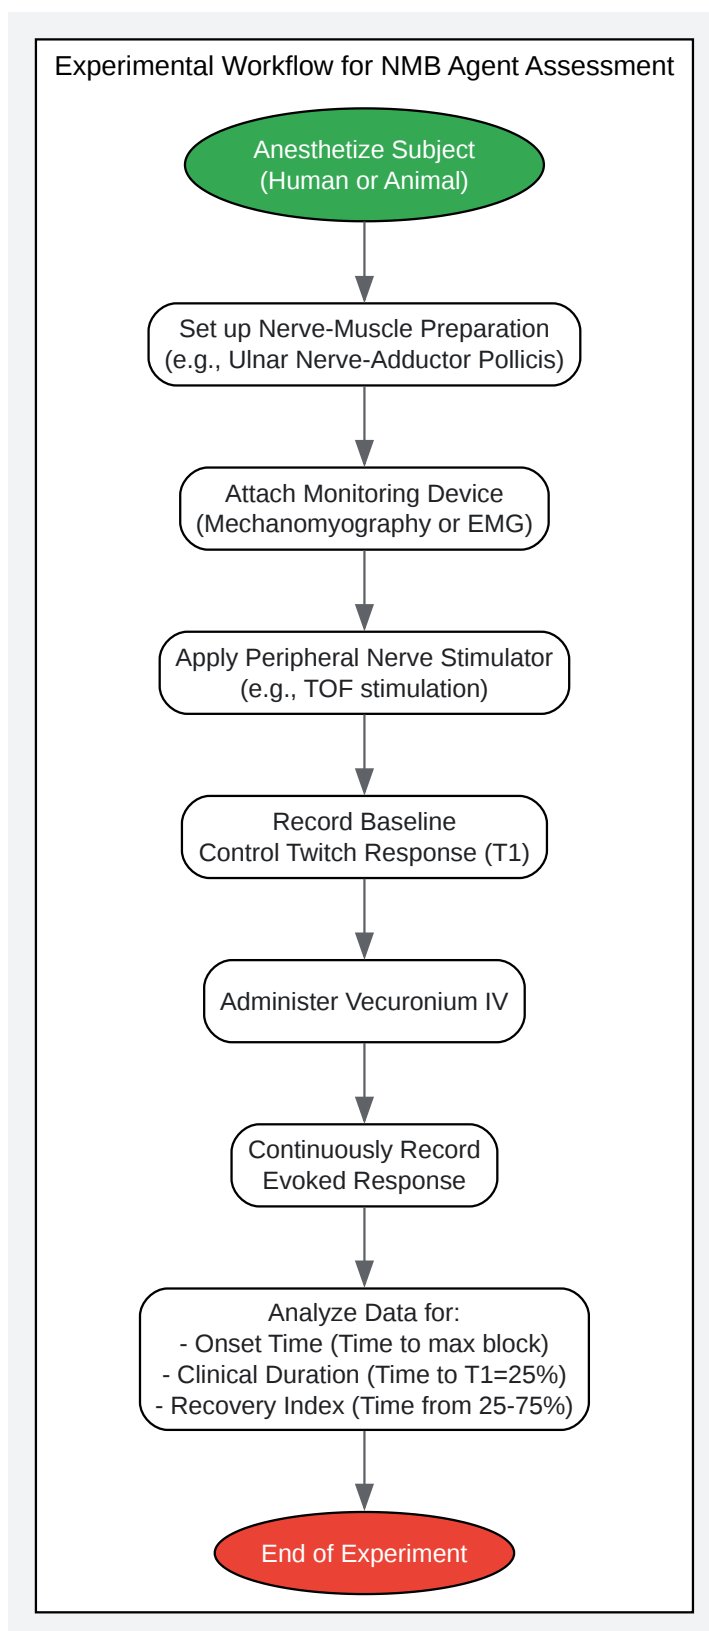 Experimental Workflow for NMB Agent Assessment
Anesthetize Subject
(Human or Animal)
Set up Nerve-Muscle Preparation
(e.g., Ulnar Nerve-Adductor Pollicis)
Attach Monitoring Device
(Mechanomyography or EMG)
Apply Peripheral Nerve Stimulator
(e.g., TOF stimulation)
Record Baseline
Control Twitch Response (T1)
Administer Vecuronium IV
Continuously Record
Evoked Response
Analyze Data for:
- Onset Time (Time to max block)
- Clinical Duration (Time to T1=25%)
- Recovery Index (Time from 25-75%)
End of Experiment